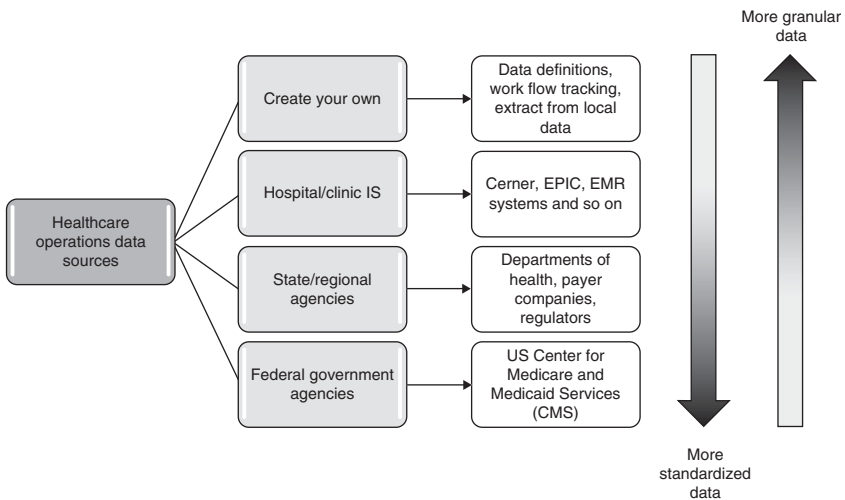 More granular
data
Create your own
Data definitions,
work flow tracking,
extract from local
data
Hospital/clinic IS
Cerner, EPIC, EMR
systems and so on
Healthcare
operations data
sources
State/regional
agencies
Departments of
health, payer
companies,
regulators
Federal government
agencies
US Center for
Medicare and
Medicaid Services
(CMS)
More
standardized
data